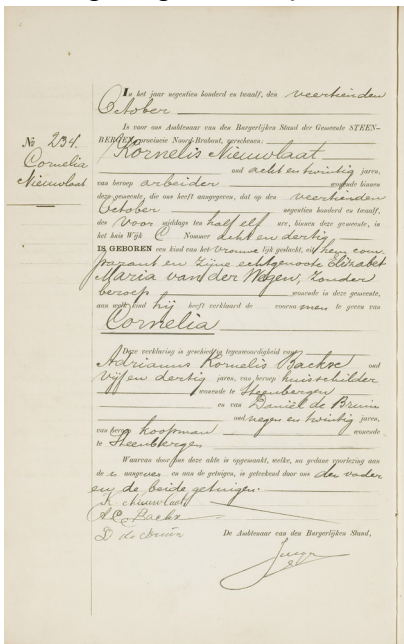 In het jaar negentien honderd en twaalf, den veertienden
October
Is voor ons Ambtenaar van den Burgerlijken Stand der Gemeente STEEN-
BERGEN, provincie Noord-Brabant, verschenen:
No 234.
Cornelia
Nieuwlaat
Kornelis Nieuwlaat
oud acht en twintig jaren,
van beroep arbeider wonende binnen
deze gemeente, die ons heeft aangegeven, dat op den veertienden
October negentien honderd en twaalf,
des voor middags ten half elf ure, binnen deze gemeente, in
het huis Wijk C Nommer acht en dertig
IS GEBOREN een kind van het vrouwelijk geslacht, uit hem com-
parant en zijne echtgenoote Elizabet
Maria van der Wegen, zonder
beroep wonende in deze gemeente,
aan welk kind hij heeft verklaard de voornamen te geven van
Cornelia
Deze verklaring is geschied in tegenwoordigheid van
Adrianus Kornelis Backx oud
vijf en dertig jaren, van beroep huisschilder
wonende te Steenbergen
en van Daniël de Bruin
oud negen en twintig jaren,
van beroep koopman wonende
te Steenbergen
Waarvan door ons deze akte is opgemaakt, welke, na gedane voorlezing aan
de aangever en aan de getuigen, is geteekend door ons den vader
en de beide getuigen.
K. Nieuwlaat
A C Backx
D de Bruin
De Ambtenaar van den Burgerlijken Stand,